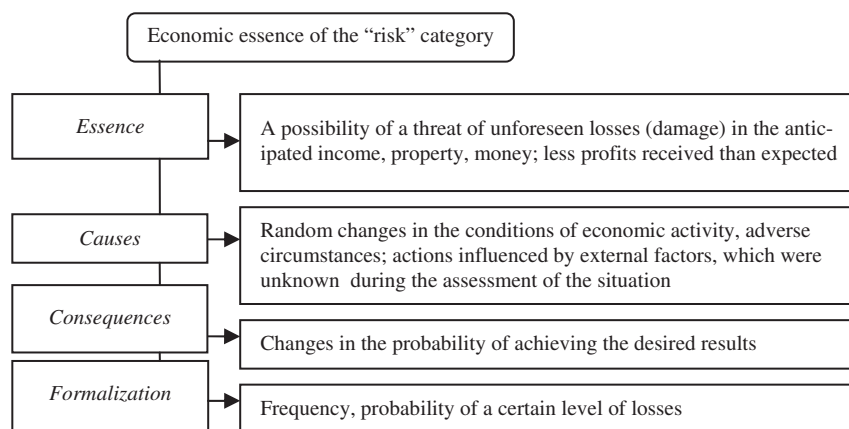 Economic essence of the “risk” category
Essence
A possibility of a threat of unforeseen losses (damage) in the antic-
ipated income, property, money; less profits received than expected
Causes
Random changes in the conditions of economic activity, adverse
circumstances; actions influenced by external factors, which were
unknown during the assessment of the situation
Consequences
Changes in the probability of achieving the desired results
Formalization
Frequency, probability of a certain level of losses